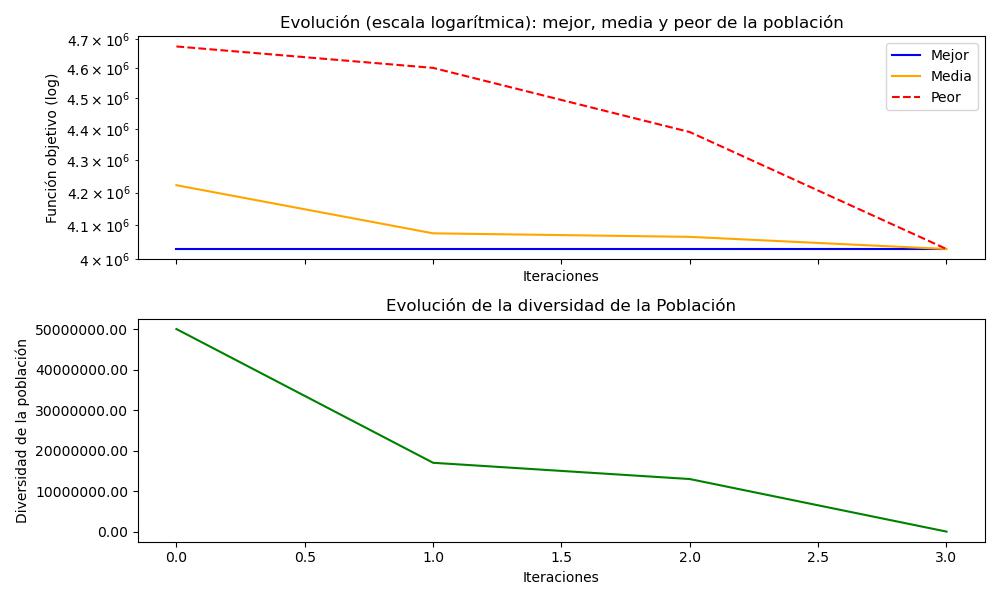 Evolución (escala logarítmica): mejor, media y peor de la población
Función objetivo (log)
4.7 × 10⁶
4.6 × 10⁶
4.5 × 10⁶
4.4 × 10⁶
4.3 × 10⁶
4.2 × 10⁶
4.1 × 10⁶
4 × 10⁶
Mejor
Media
Peor
Iteraciones
Evolución de la diversidad de la Población
Diversidad de la población
50000000.00
40000000.00
30000000.00
20000000.00
10000000.00
0.00
0.0 0.5 1.0 1.5 2.0 2.5 3.0
Iteraciones